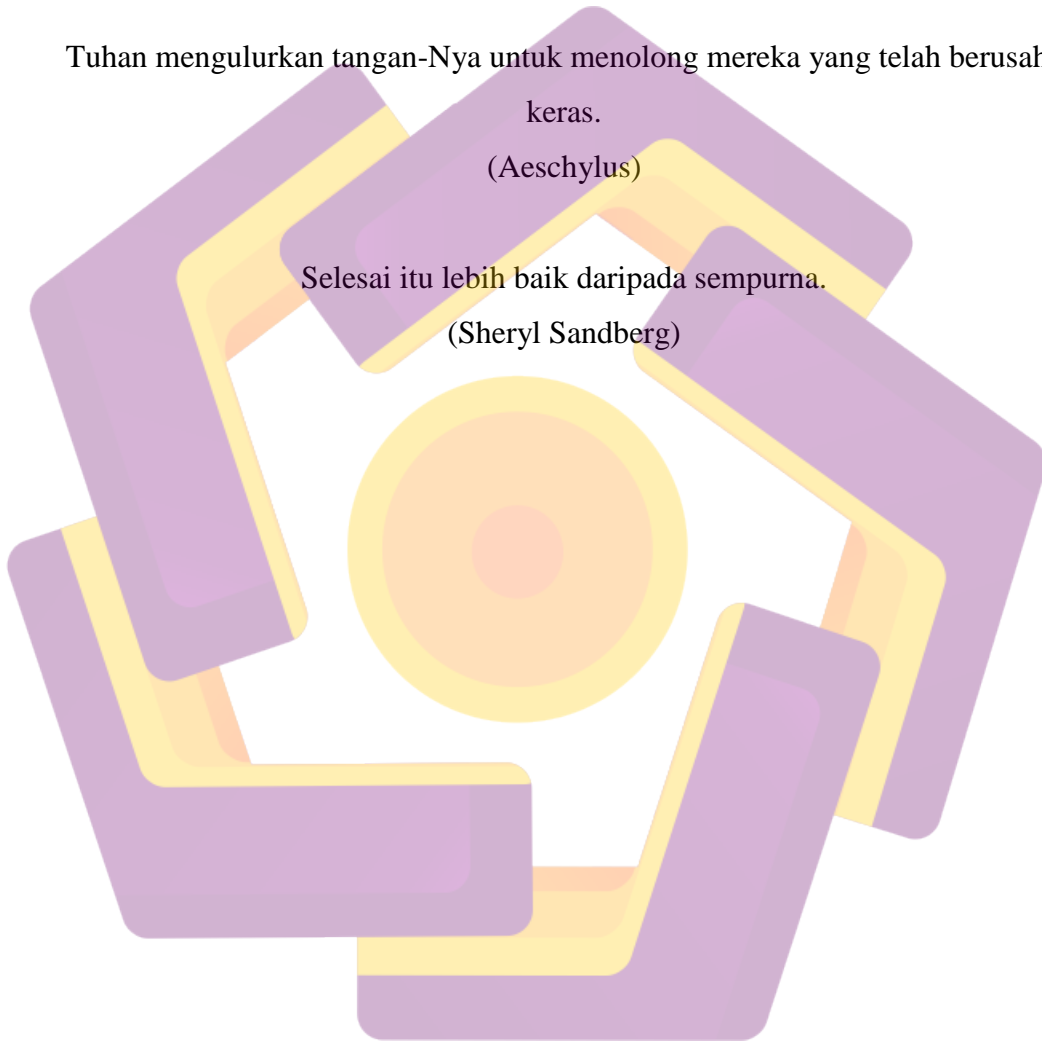 Tuhan mengulurkan tangan-Nya untuk menolong mereka yang telah berusah
keras.
(Aeschylus)
Selesai itu lebih baik daripada sempurna.
(Sheryl Sandberg)